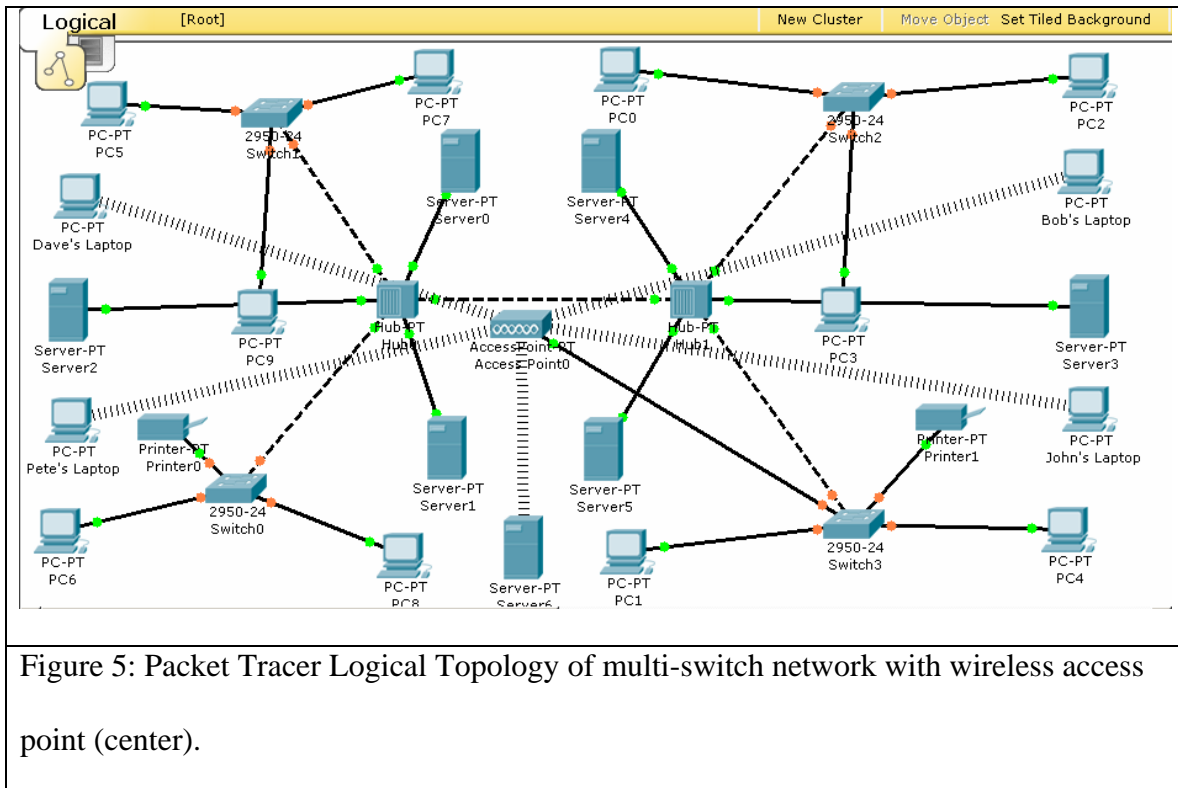 Logical
[Root]
New Cluster
Move Object
Set Tiled Background
PC-PT
PC5
2950-24
Switch1
PC-PT
PC7
PC-PT
PC0
2950-24
Switch2
PC-PT
PC2
PC-PT
Dave's Laptop
Server-PT
Server0
Server-PT
Server4
PC-PT
Bob's Laptop
Server-PT
Server2
PC-PT
PC9
Hub-PT
Hub0
AccessPoint-PT
Access Point0
Hub-PT
Hub1
PC-PT
PC3
Server-PT
Server3
PC-PT
Pete's Laptop
Printer-PT
Printer0
Server-PT
Server1
Server-PT
Server5
Printer-PT
Printer1
PC-PT
John's Laptop
PC-PT
PC6
2950-24
Switch0
PC-PT
PC8
Server-PT
Server6
PC-PT
PC1
2950-24
Switch3
PC-PT
PC4
Figure 5: Packet Tracer Logical Topology of multi-switch network with wireless access
point (center).